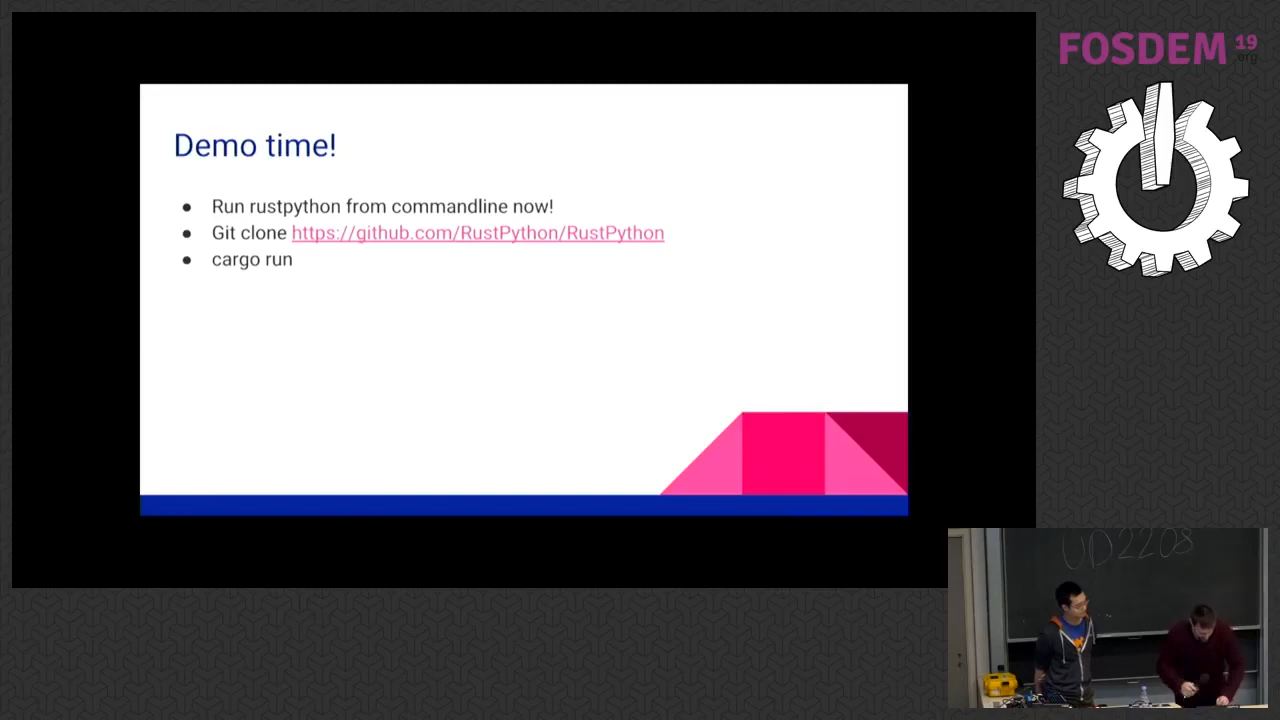 FOSDEM 19
.org
Demo time!
● Run rustpython from commandline now!
● Git clone https://github.com/RustPython/RustPython
● cargo run
UD2208